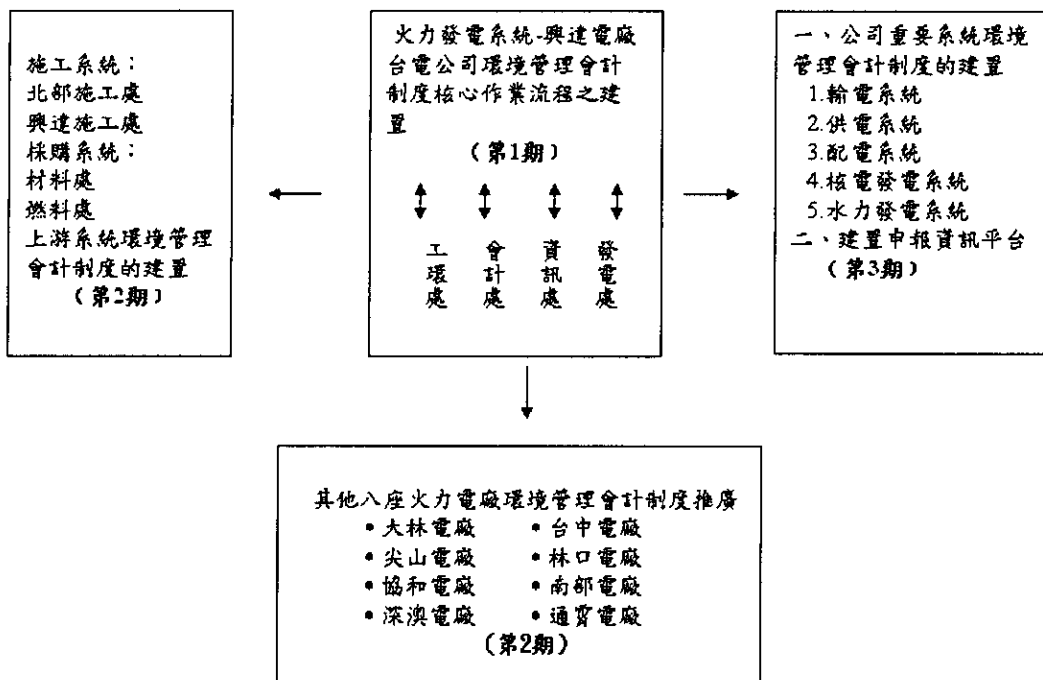 施工系統：
北部施工處
興達施工處
採購系統：
材料處
燃料處
上游系統環境管理
會計制度的建置
（第2期）
火力發電系統-興達電廠
台電公司環境管理會計
制度核心作業流程之建
置
（第1期）
工環處
會計處
資訊處
發電處
一、公司重要系統環境
管理會計制度的建置
1.輸電系統
2.供電系統
3.配電系統
4.核電發電系統
5.水力發電系統
二、建置申报資訊平台
（第3期）
其他八座火力電廠環境管理會計制度推廣
• 大林電廠 • 台中電廠
• 尖山電廠 • 林口電廠
• 協和電廠 • 南部電廠
• 深澳電廠 • 通霄電廠
（第2期）